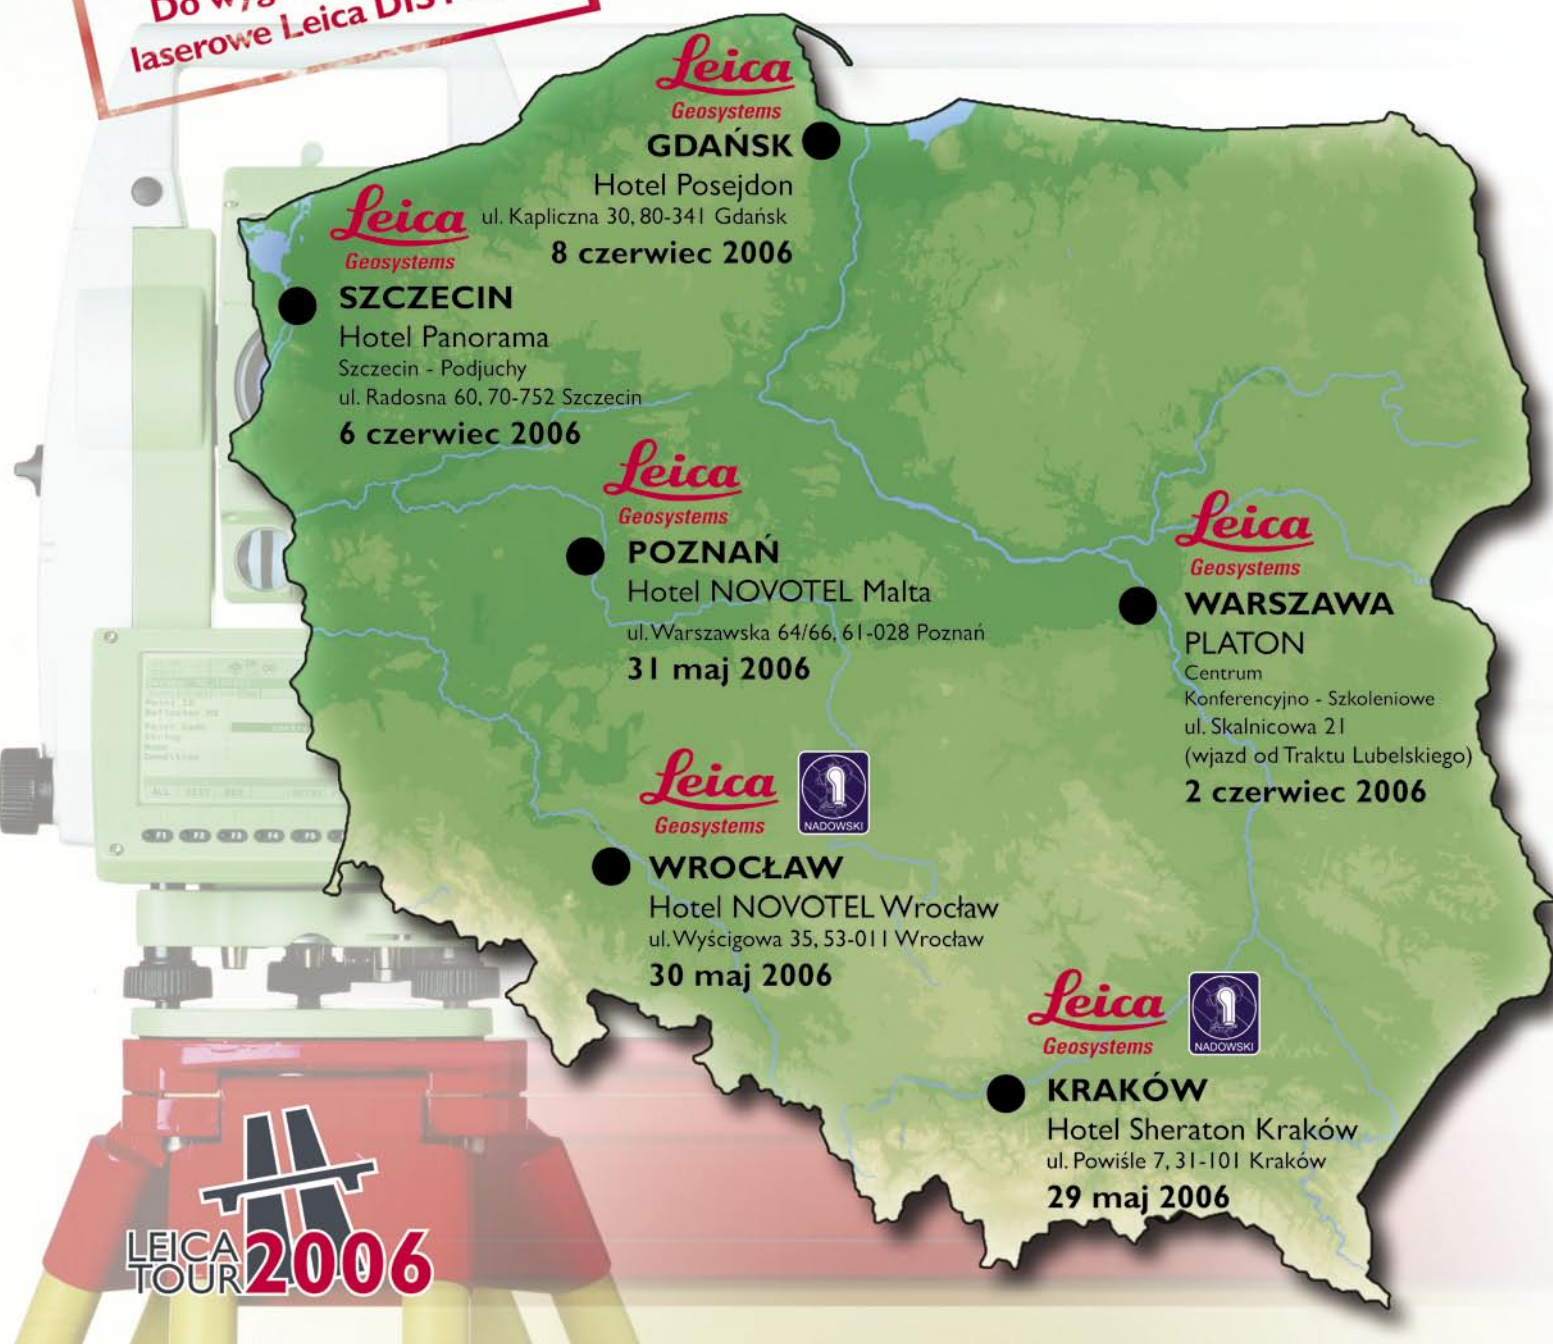 laserowe Leica
Leica
Geosystems
GDAŃSK
Hotel Posejdon
ul. Kapliczna 30, 80-341 Gdańsk
8 czerwiec 2006
Leica
Geosystems
SZCZECIN
Hotel Panorama
Szczecin - Podjuchy
ul. Radosna 60, 70-752 Szczecin
6 czerwiec 2006
Leica
Geosystems
POZNAŃ
Hotel NOVOTEL Malta
ul. Warszawska 64/66, 61-028 Poznań
31 maj 2006
Leica
Geosystems
WARSZAWA
PLATON
Centrum
Konferencyjno - Szkoleniowe
ul. Skalnicowa 21
(wjazd od Traktu Lubelskiego)
2 czerwiec 2006
Leica
Geosystems
NADOWSKI
WROCŁAW
Hotel NOVOTEL Wrocław
ul. Wyścigowa 35, 53-011 Wrocław
30 maj 2006
Leica
Geosystems
NADOWSKI
KRAKÓW
Hotel Sheraton Kraków
ul. Powiśle 7, 31-101 Kraków
29 maj 2006
F1 F2 F3 F4 F5
LEICA
TOUR 2006